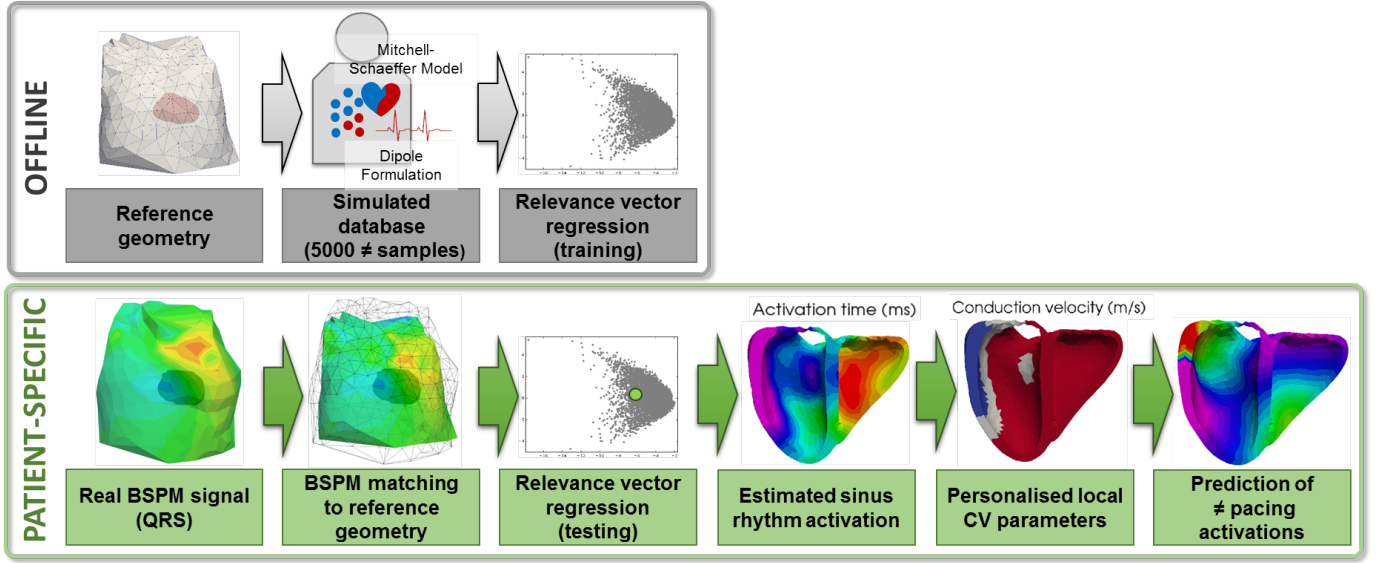 OFFLINE
Mitchell-
Schaeffer Model
Dipole
Formulation
Reference
geometry
Simulated
database
(5000 ≠ samples)
Relevance vector
regression
(training)
PATIENT-SPECIFIC
Activation time (ms)
Conduction velocity (m/s)
Real BSPM signal
(QRS)
BSPM matching
to reference
geometry
Relevance vector
regression
(testing)
Estimated sinus
rhythm activation
Personalised local
CV parameters
Prediction of
≠ pacing
activations